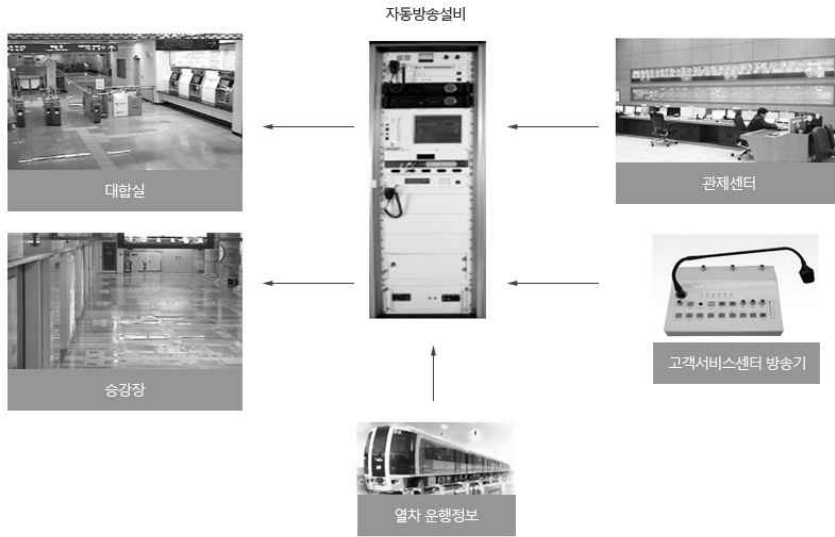 자동방송설비
대합실
관제센터
승강장
고객서비스센터 방송기
열차 운행정보